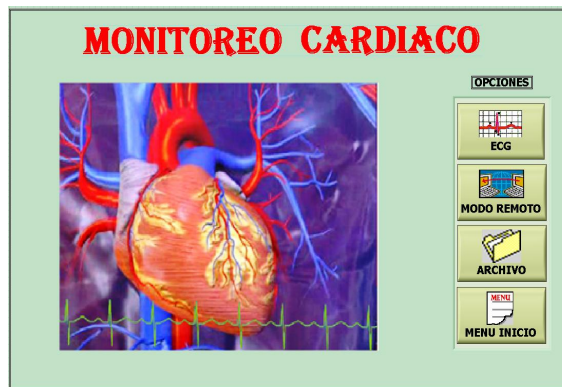 MONITOREO CARDIACO
OPCIONES
ECG
MODO REMOTO
ARCHIVO
MENU
MENU INICIO